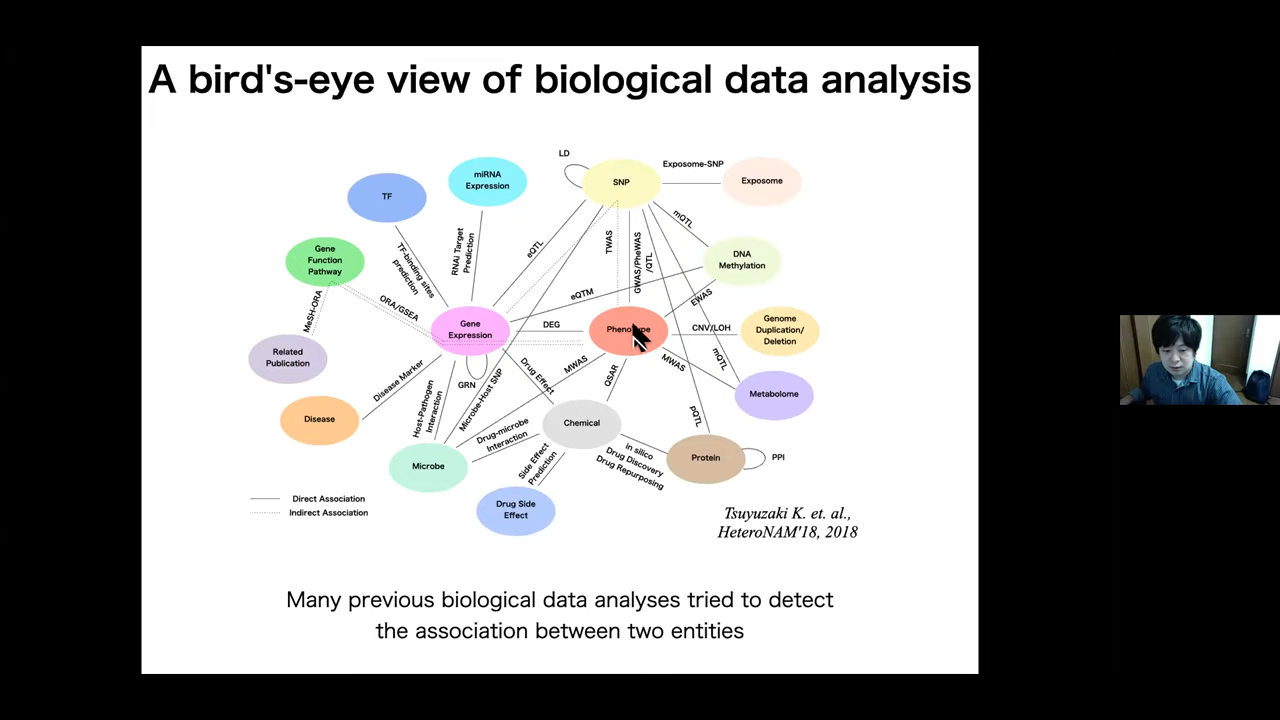 A bird's-eye view of biological data analysis
LD
Exposome-SNP
miRNA
Expression
SNP
Exposome
TF
mQTL
eQTL
TWAS
GWAS/PheWAS
/QTL
RNAi Target
Prediction
TF-binding sites
prediction
Gene
Function
Pathway
DNA
Methylation
MeSH-ORA
ORA/GSEA
eQTM
EWAS
Gene
Expression
DEG
Phenotype
CNV/LOH
Genome
Duplication/
Deletion
Related
Publication
Disease Marker
GRN
Microbe-Host SNP
Drug Effect
MWAS
QSAR
MWAS
mQTL
Metabolome
Disease
Host-Pathogen
Interaction
Chemical
pQTL
Drug-microbe
Interaction
in silico
Drug Discovery
Drug Repurposing
Microbe
Side Effect
Prediction
Protein
PPI
Drug Side
Effect
Direct Association
Indirect Association
Tsuyuzaki K. et. al.,
HeteroNAM'18, 2018
Many previous biological data analyses tried to detect
the association between two entities